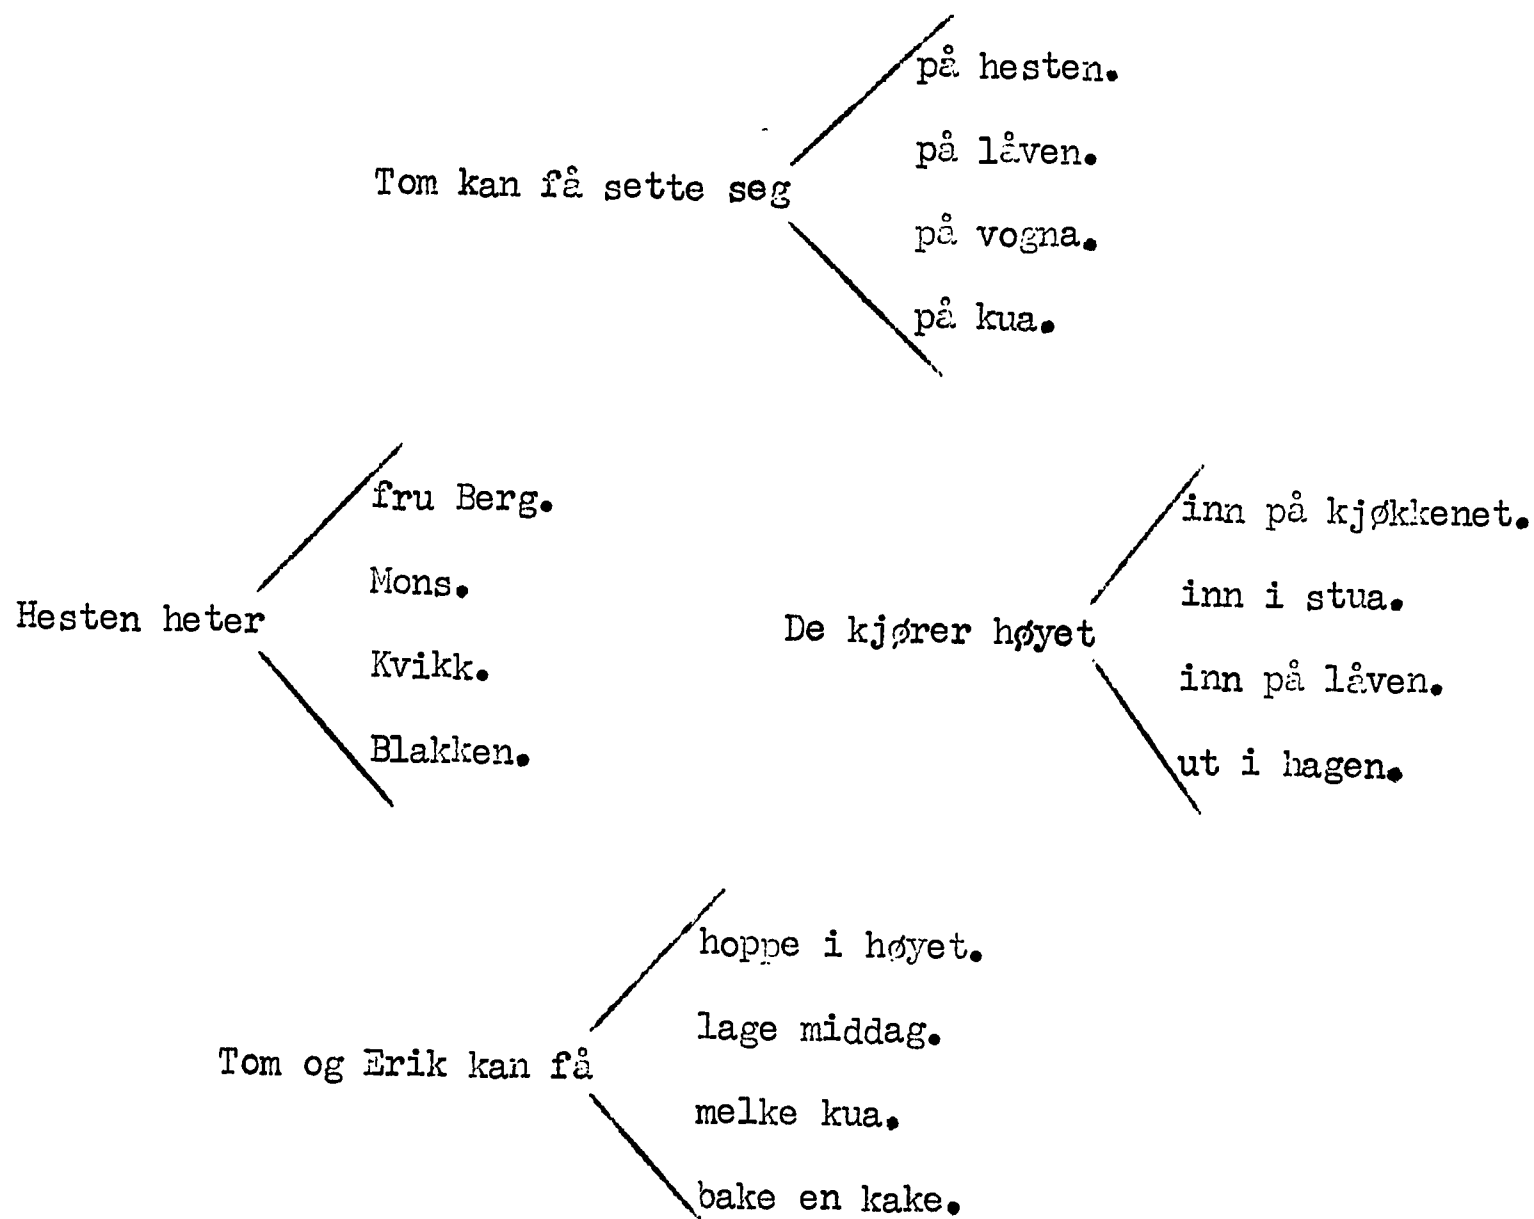 på hesten.
på låven.
Tom kan få sette seg
på vogna.
på kua.
fru Berg.
Mons.
Hesten heter
Kvikk.
Blakken.
inn på kjøkkenet.
inn i stua.
De kjører høyet
inn på låven.
ut i hagen.
hoppe i høyet.
lage middag.
Tom og Erik kan få
melke kua.
bake en kake.